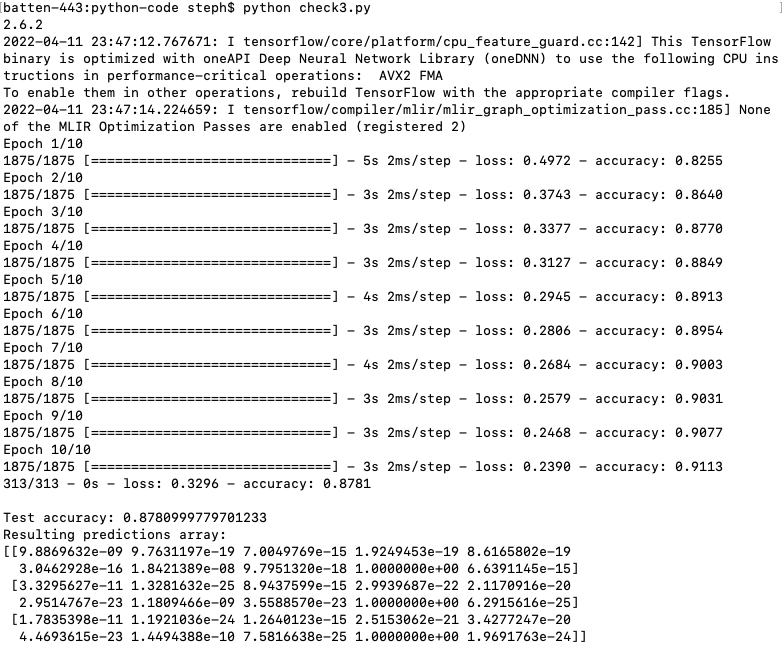 [batten-443:python-code steph$ python check3.py ]
2.6.2
2022-04-11 23:47:12.767671: I tensorflow/core/platform/cpu_feature_guard.cc:142] This TensorFlow
binary is optimized with oneAPI Deep Neural Network Library (oneDNN) to use the following CPU ins
tructions in performance-critical operations:  AVX2 FMA
To enable them in other operations, rebuild TensorFlow with the appropriate compiler flags.
2022-04-11 23:47:14.224659: I tensorflow/compiler/mlir/mlir_graph_optimization_pass.cc:185] None
of the MLIR Optimization Passes are enabled (registered 2)
Epoch 1/10
1875/1875 [==============================] - 5s 2ms/step - loss: 0.4972 - accuracy: 0.8255
Epoch 2/10
1875/1875 [==============================] - 3s 2ms/step - loss: 0.3743 - accuracy: 0.8640
Epoch 3/10
1875/1875 [==============================] - 3s 2ms/step - loss: 0.3377 - accuracy: 0.8770
Epoch 4/10
1875/1875 [==============================] - 3s 2ms/step - loss: 0.3127 - accuracy: 0.8849
Epoch 5/10
1875/1875 [==============================] - 4s 2ms/step - loss: 0.2945 - accuracy: 0.8913
Epoch 6/10
1875/1875 [==============================] - 3s 2ms/step - loss: 0.2806 - accuracy: 0.8954
Epoch 7/10
1875/1875 [==============================] - 4s 2ms/step - loss: 0.2684 - accuracy: 0.9003
Epoch 8/10
1875/1875 [==============================] - 3s 2ms/step - loss: 0.2579 - accuracy: 0.9031
Epoch 9/10
1875/1875 [==============================] - 3s 2ms/step - loss: 0.2468 - accuracy: 0.9077
Epoch 10/10
1875/1875 [==============================] - 3s 2ms/step - loss: 0.2390 - accuracy: 0.9113
313/313 - 0s - loss: 0.3296 - accuracy: 0.8781

Test accuracy: 0.8780999779701233
Resulting predictions array:
[[9.8869632e-09 9.7631197e-19 7.0049769e-15 1.9249453e-19 8.6165802e-19
  3.0462928e-16 1.8421389e-08 9.7951320e-18 1.0000000e+00 6.6391145e-15]
 [3.3295627e-11 1.3281632e-25 8.9437599e-15 2.9939687e-22 2.1170916e-20
  2.9514767e-23 1.1809466e-09 3.5588570e-23 1.0000000e+00 6.2915616e-25]
 [1.7835398e-11 1.1921036e-24 1.2640123e-15 2.5153062e-21 3.4277247e-20
  4.4693615e-23 1.4494388e-10 7.5816638e-25 1.0000000e+00 1.9691763e-24]]